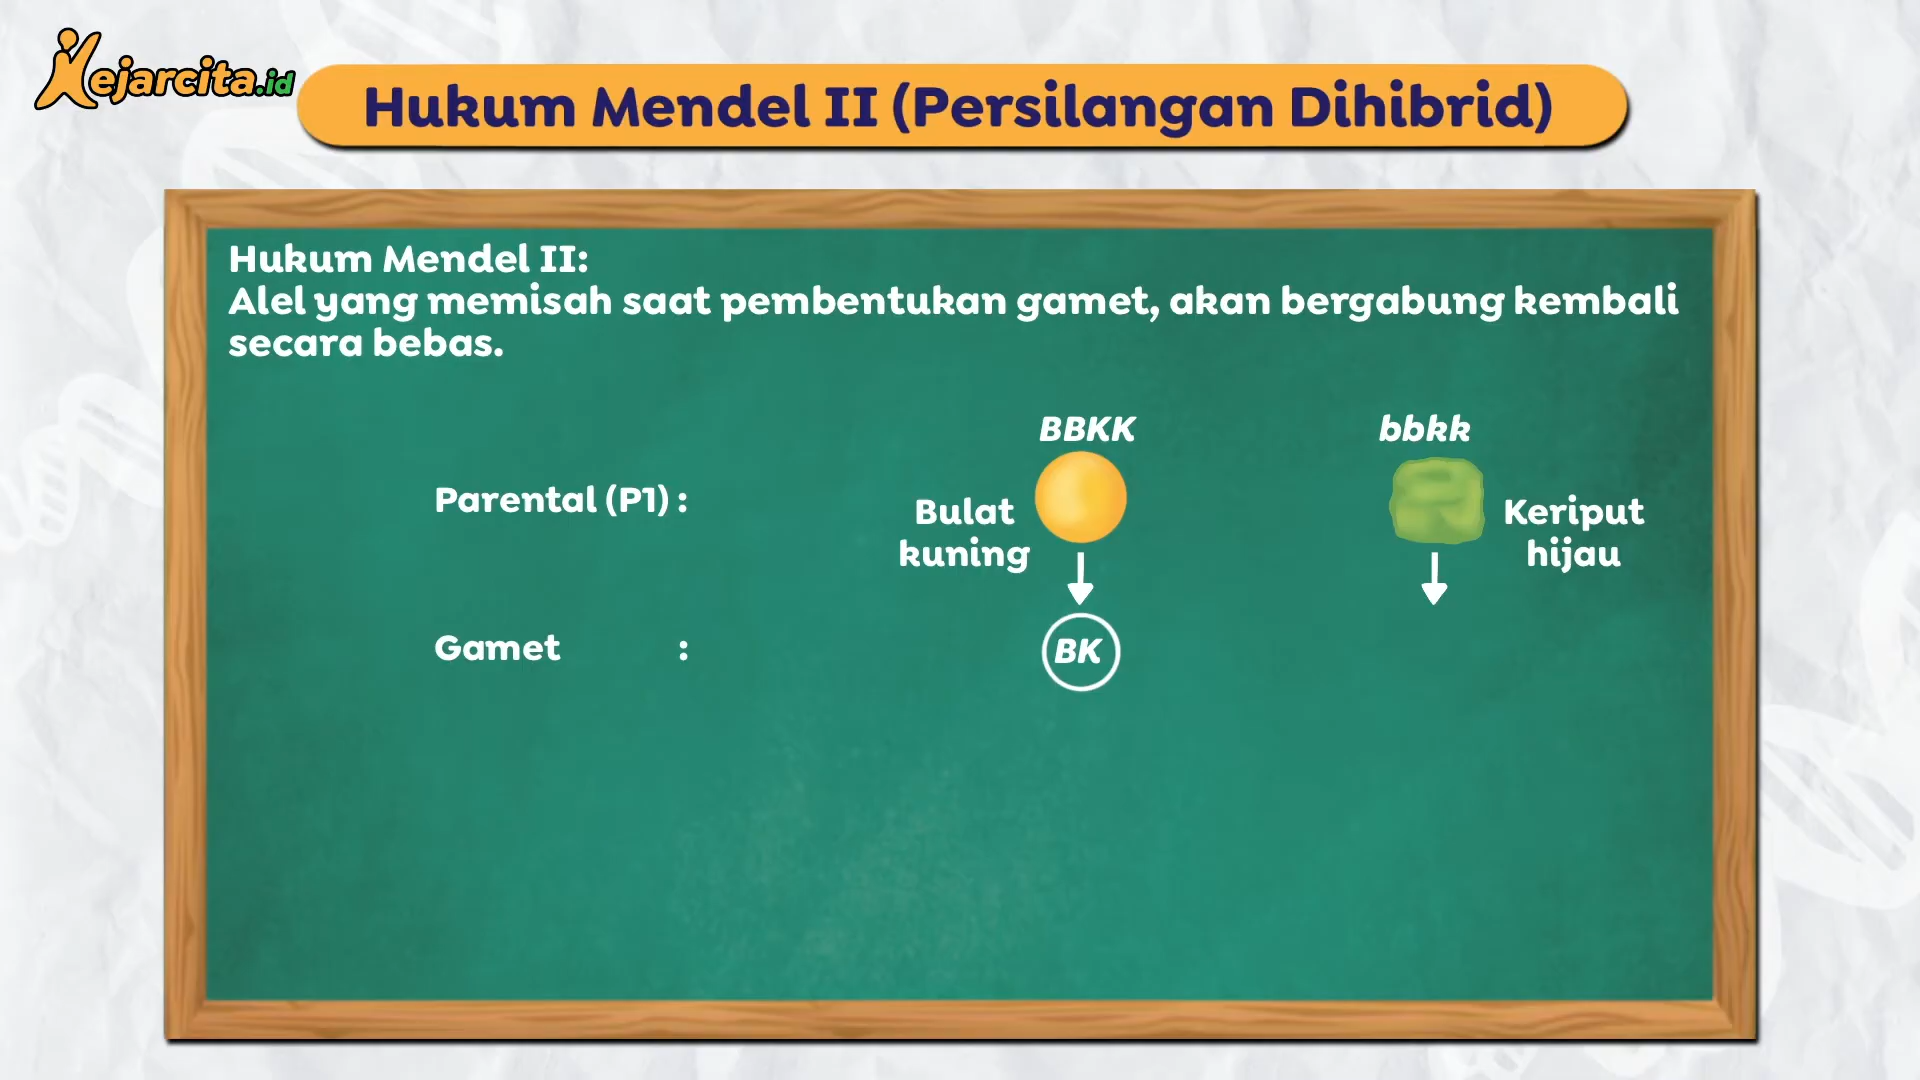 Kejarcita.id
Hukum Mendel II (Persilangan Dihibrid)
Hukum Mendel II:
Alel yang memisah saat pembentukan gamet, akan bergabung kembali
secara bebas.
BBKK
bbkk
Parental (P1) :
Bulat
kuning
Keriput
hijau
Gamet :
BK